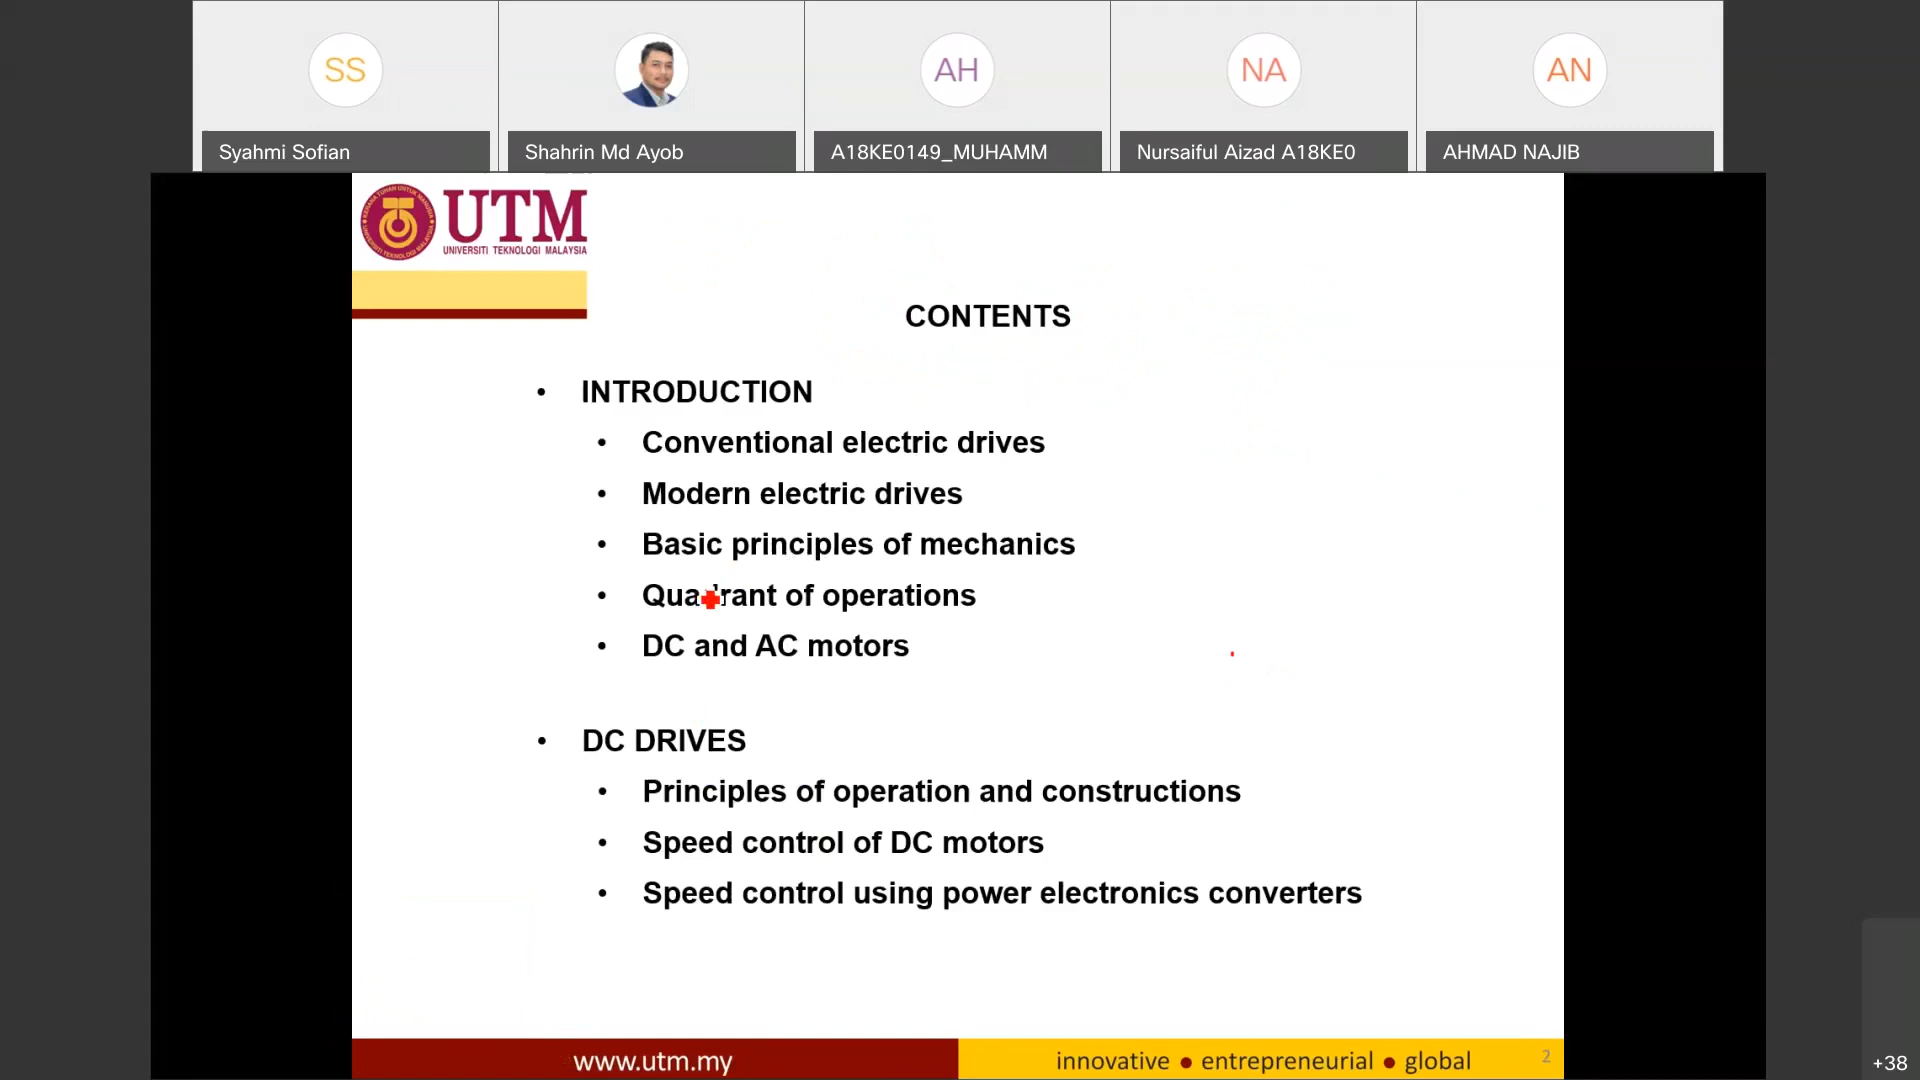 SS
AH
NA
AN
Syahmi Sofian
Shahrin Md Ayob
A18KE0149_MUHAMM
Nursaiful Aizad A18KE0
AHMAD NAJIB
UTM
UNIVERSITI TEKNOLOGI MALAYSIA
CONTENTS
• INTRODUCTION
• Conventional electric drives
• Modern electric drives
• Basic principles of mechanics
• Quadrant of operations
• DC and AC motors
• DC DRIVES
• Principles of operation and constructions
• Speed control of DC motors
• Speed control using power electronics converters
www.utm.my
innovative ● entrepreneurial ● global
2
+38